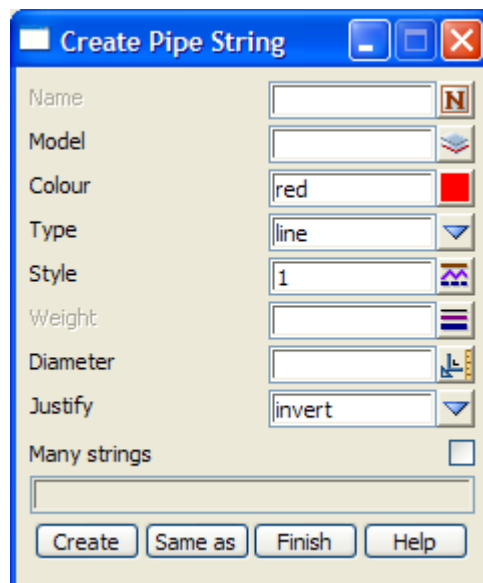 Create Pipe String
Name N
Model
Colour red
Type line
Style 1
Weight
Diameter
Justify invert
Many strings
Create Same as Finish Help